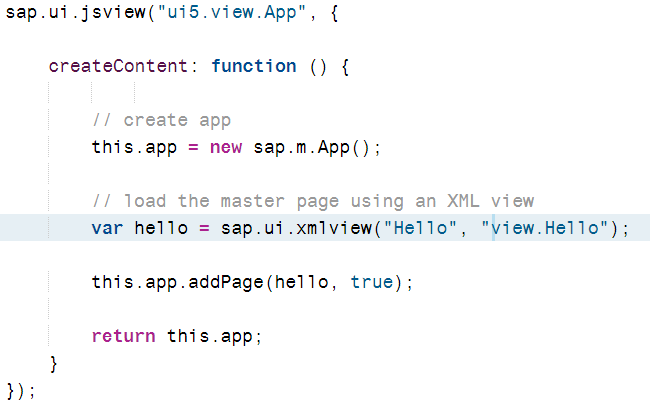 sap.ui.jsview("ui5.view.App", {
createContent: function () {
// create app
this.app = new sap.m.App();
// load the master page using an XML view
var hello = sap.ui.xmlview("Hello", "view.Hello");
this.app.addPage(hello, true);
return this.app;
}
});